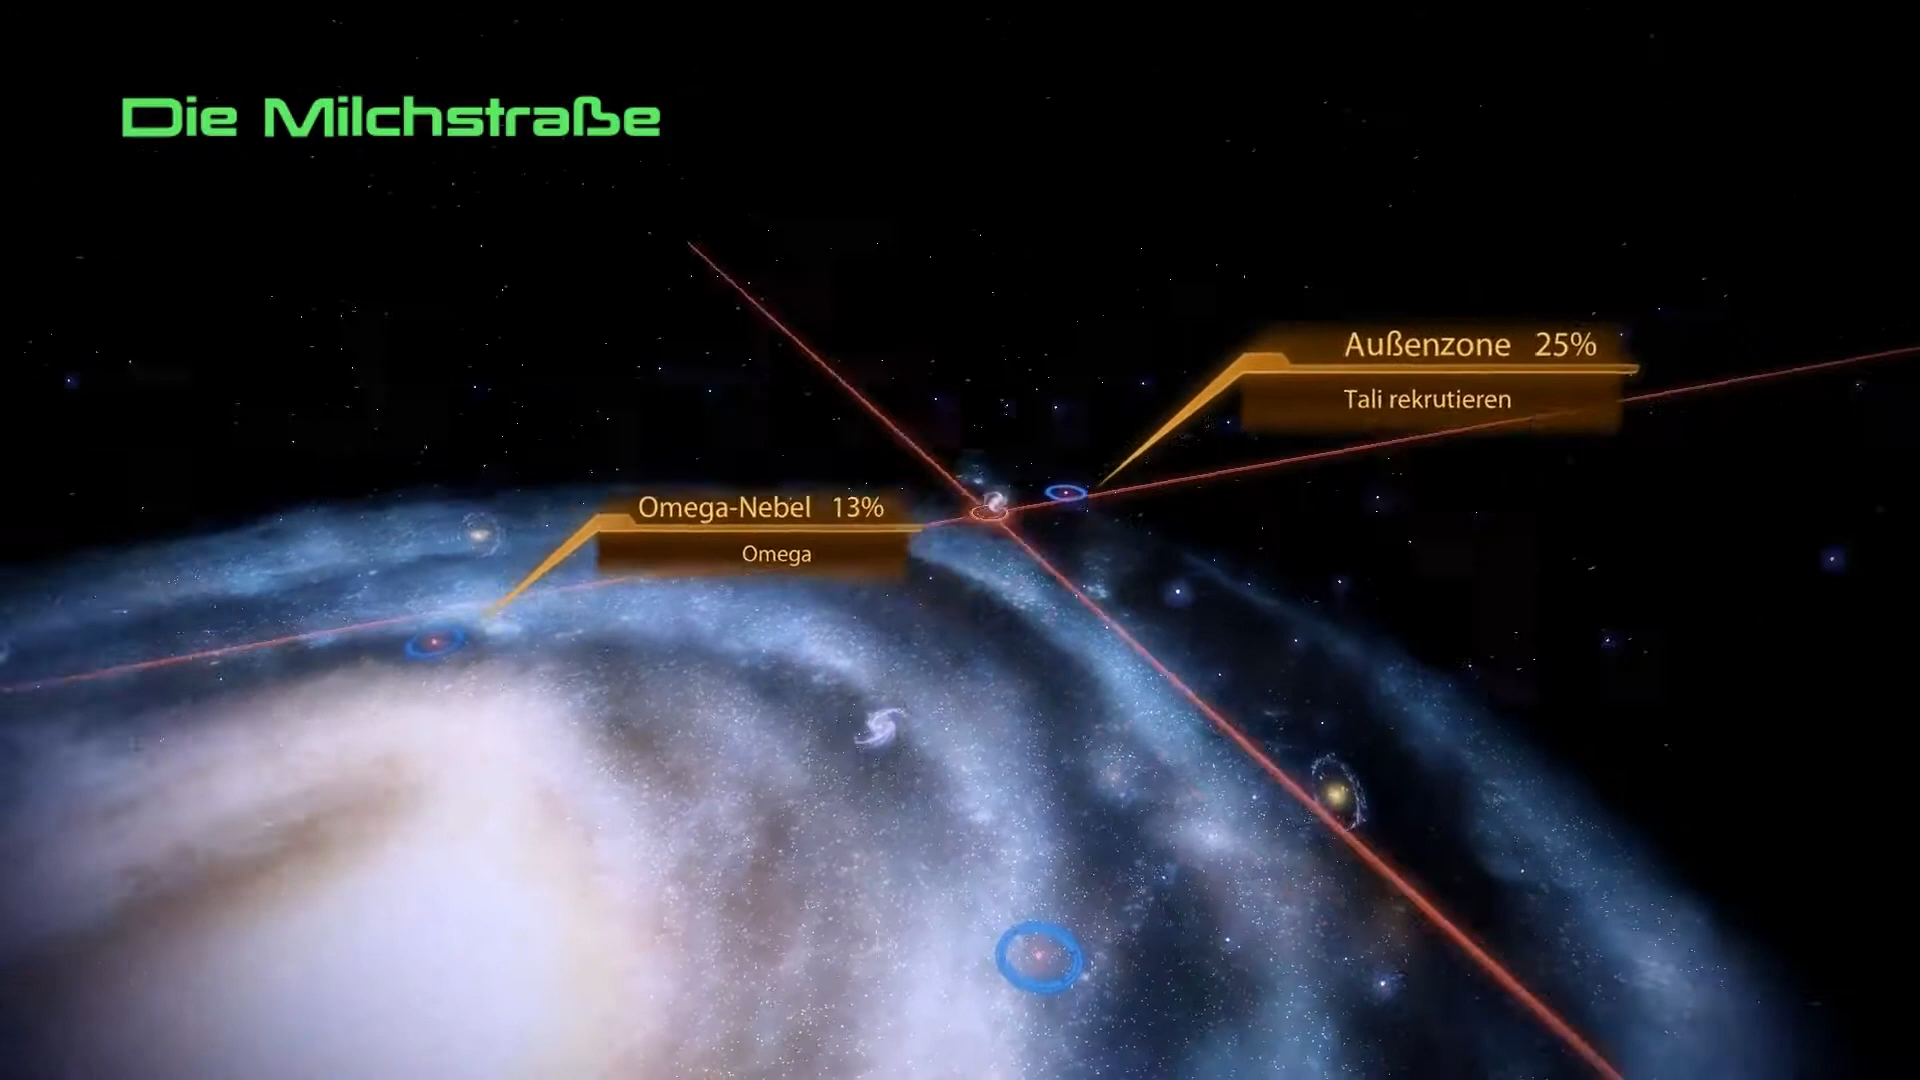 Die Milchstraße
Außenzone 25%
Tali rekrutieren
Omega-Nebel 13%
Omega